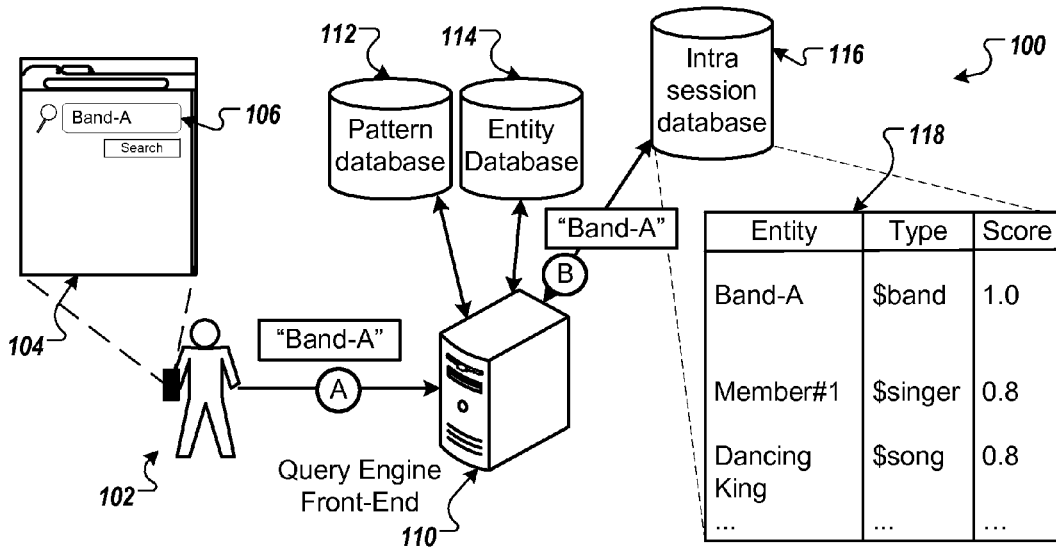 112
114
116
100
106
Band-A
Search
Pattern
database
Entity
Database
Intra
session
database
118
"Band-A"
B
Entity Type Score
Band-A $band 1.0
Member#1 $singer 0.8
Dancing
King $song 0.8
... ... ...
104
"Band-A"
A
102
Query Engine
Front-End
110